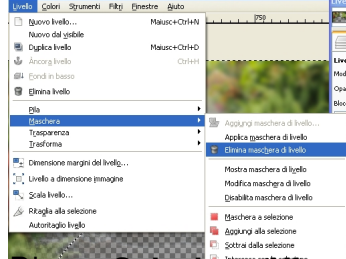 Livello Colori Strumenti Filtri Finestre Aiuto
Nuovo livello... Maiusc+Ctrl+N
Nuovo dal visibile
Duplica livello Maiusc+Ctrl+D
Àncora livello Ctrl+H
Fondi in basso
Elimina livello
Pila
Maschera
Trasparenza
Trasforma
Dimensione margini del livello...
Livello a dimensione immagine
Scala livello...
Ritaglia alla selezione
Autoritaglio livello
750
Aggiungi maschera di livello...
Applica maschera di livello
Elimina maschera di livello
Mostra maschera di livello
Modifica maschera di livello
Disabilita maschera di livello
Maschera a selezione
Aggiungi alla selezione
Sottrai dalla selezione
Live
Mod
Opa
Bloc